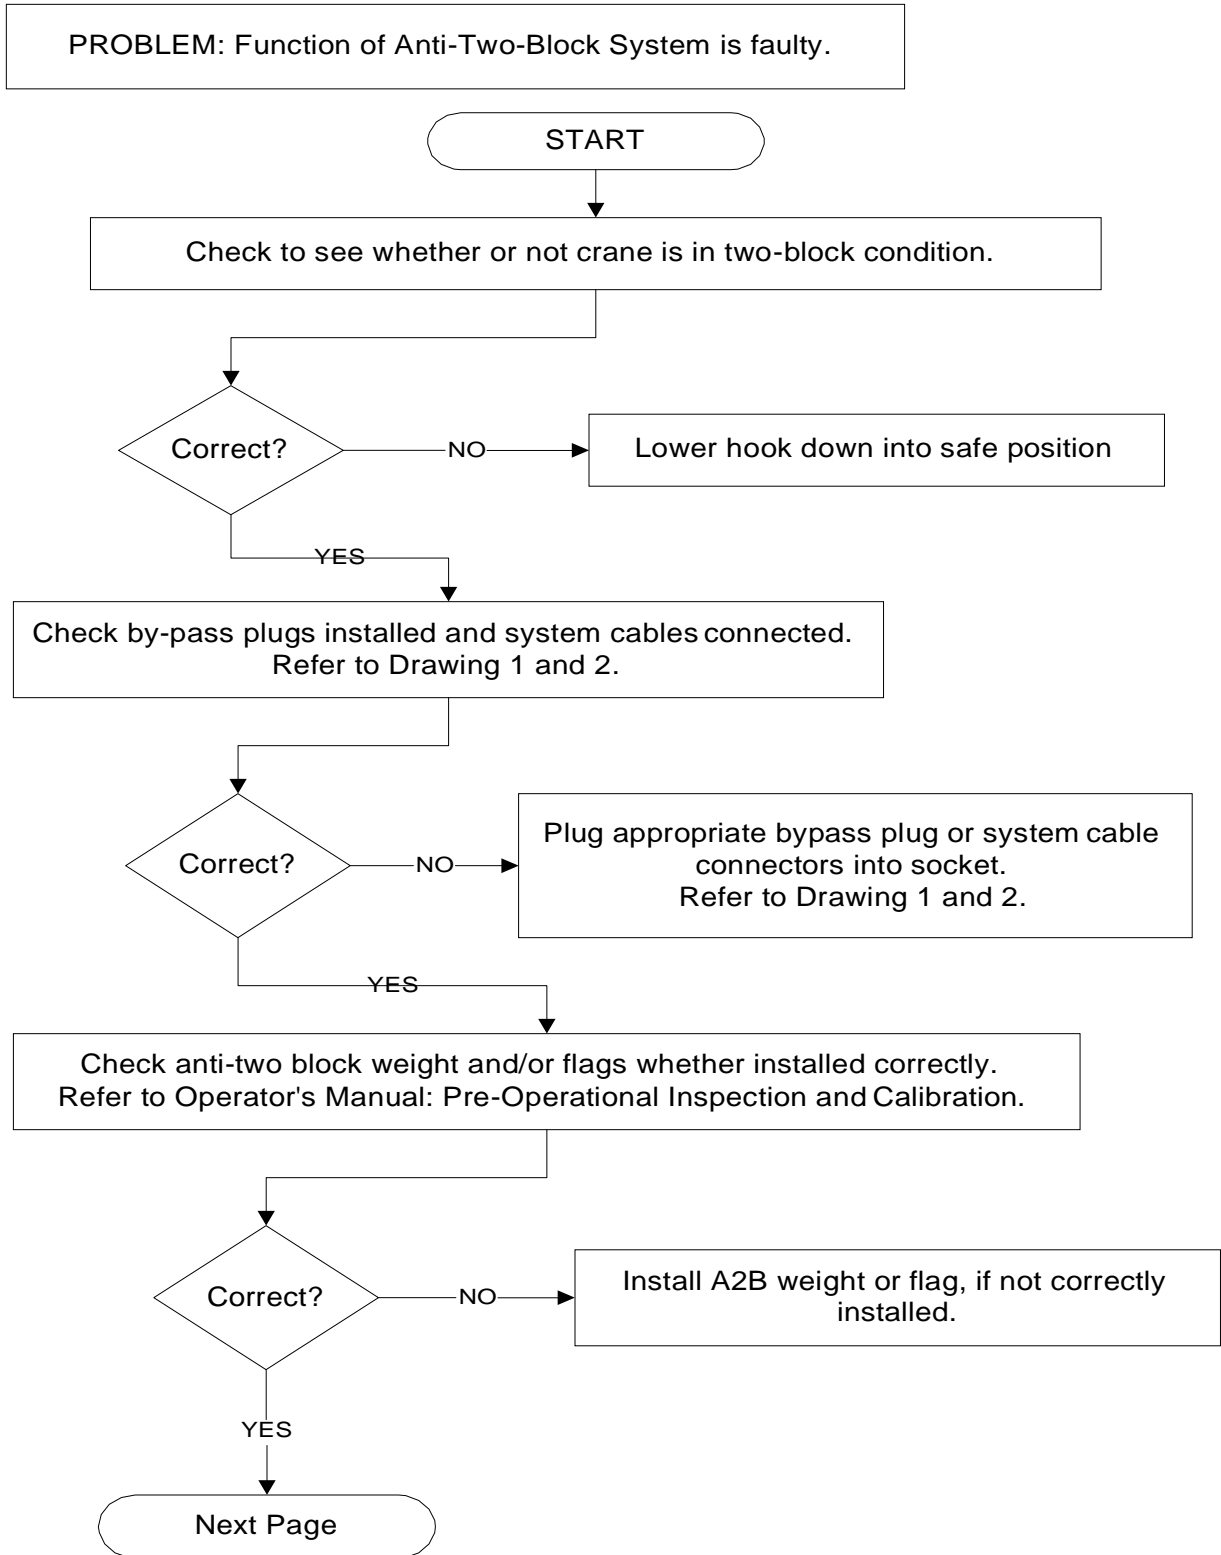 PROBLEM: Function of Anti-Two-Block System is faulty.
START
Check to see whether or not crane is in two-block condition.
Correct?
NO
Lower hook down into safe position
YES
Check by-pass plugs installed and system cables connected.
Refer to Drawing 1 and 2.
Correct?
NO
Plug appropriate bypass plug or system cable
connectors into socket.
Refer to Drawing 1 and 2.
YES
Check anti-two block weight and/or flags whether installed correctly.
Refer to Operator's Manual: Pre-Operational Inspection and Calibration.
Correct?
NO
Install A2B weight or flag, if not correctly
installed.
YES
Next Page